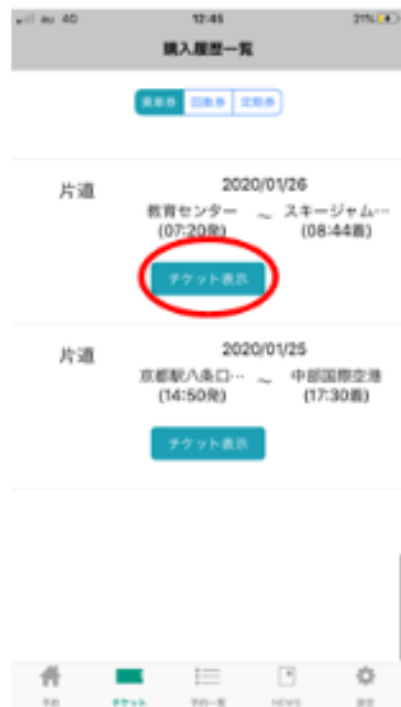 au 4G 12:46 21%
購入履歴一覧
乗車券 回数券 定期券
片道
2020/01/26
教育センター ~ スキージャム…
(07:20発) (08:44着)
チケット表示
片道
2020/01/25
京都駅八条口… ~ 中部国際空港
(14:50発) (17:30着)
チケット表示
予約 チケット 予約一覧 NEWS 設定